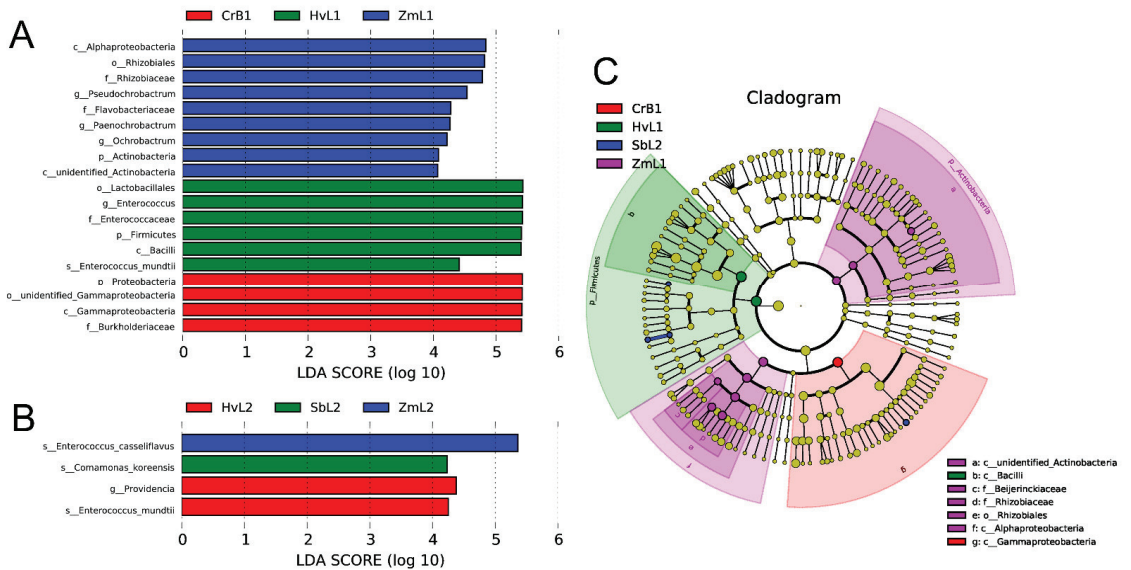 A
CrB1 HvL1 ZmL1
c__Alphaproteobacteria
o__Rhizobiales
f__Rhizobiaceae
g__Pseudochrobactrum
f__Flavobacteriaceae
g__Paenochrobactrum
g__Ochrobactrum
p__Actinobacteria
c__unidentified_Actinobacteria
o__Lactobacillales
g__Enterococcus
f__Enterococcaceae
p__Firmicutes
c__Bacilli
s__Enterococcus_mundtii
p__Proteobacteria
o__unidentified_Gammaproteobacteria
c__Gammaproteobacteria
f__Burkholderiaceae
0 1 2 3 4 5 6
LDA SCORE (log 10)
B
HvL2 SbL2 ZmL2
s__Enterococcus_casseliflavus
s__Comamonas_koreensis
g__Providencia
s__Enterococcus_mundtii
0 1 2 3 4 5 6
LDA SCORE (log 10)
C
Cladogram
CrB1
HvL1
SbL2
ZmL1
p__Actinobacteria
a
b
p__Firmicutes
c
d
e
f
g
a: c__unidentified_Actinobacteria
b: c__Bacilli
c: f__Beijerinckiaceae
d: f__Rhizobiaceae
e: o__Rhizobiales
f: c__Alphaproteobacteria
g: c__Gammaproteobacteria